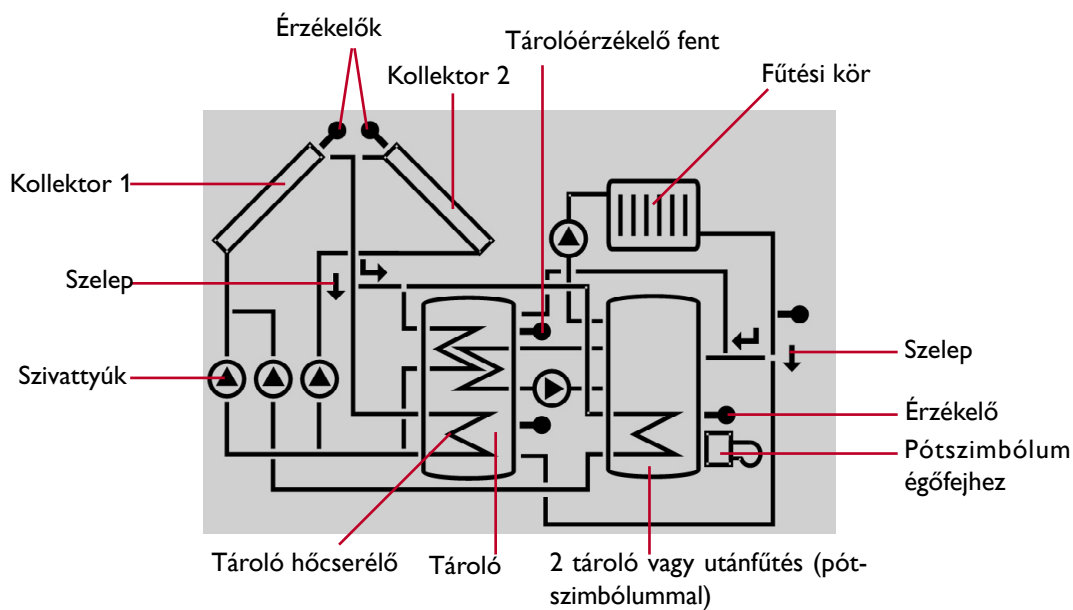 Érzékelők
Tárolóérzékelő fent
Kollektor 2
Fűtési kör
Kollektor 1
Szelep
Szelep
Szivattyúk
Érzékelő
Pótszimbólum
égőfejhez
Tároló hőcserélő
Tároló
2 tároló vagy utánfűtés (pót-
szimbólummal)